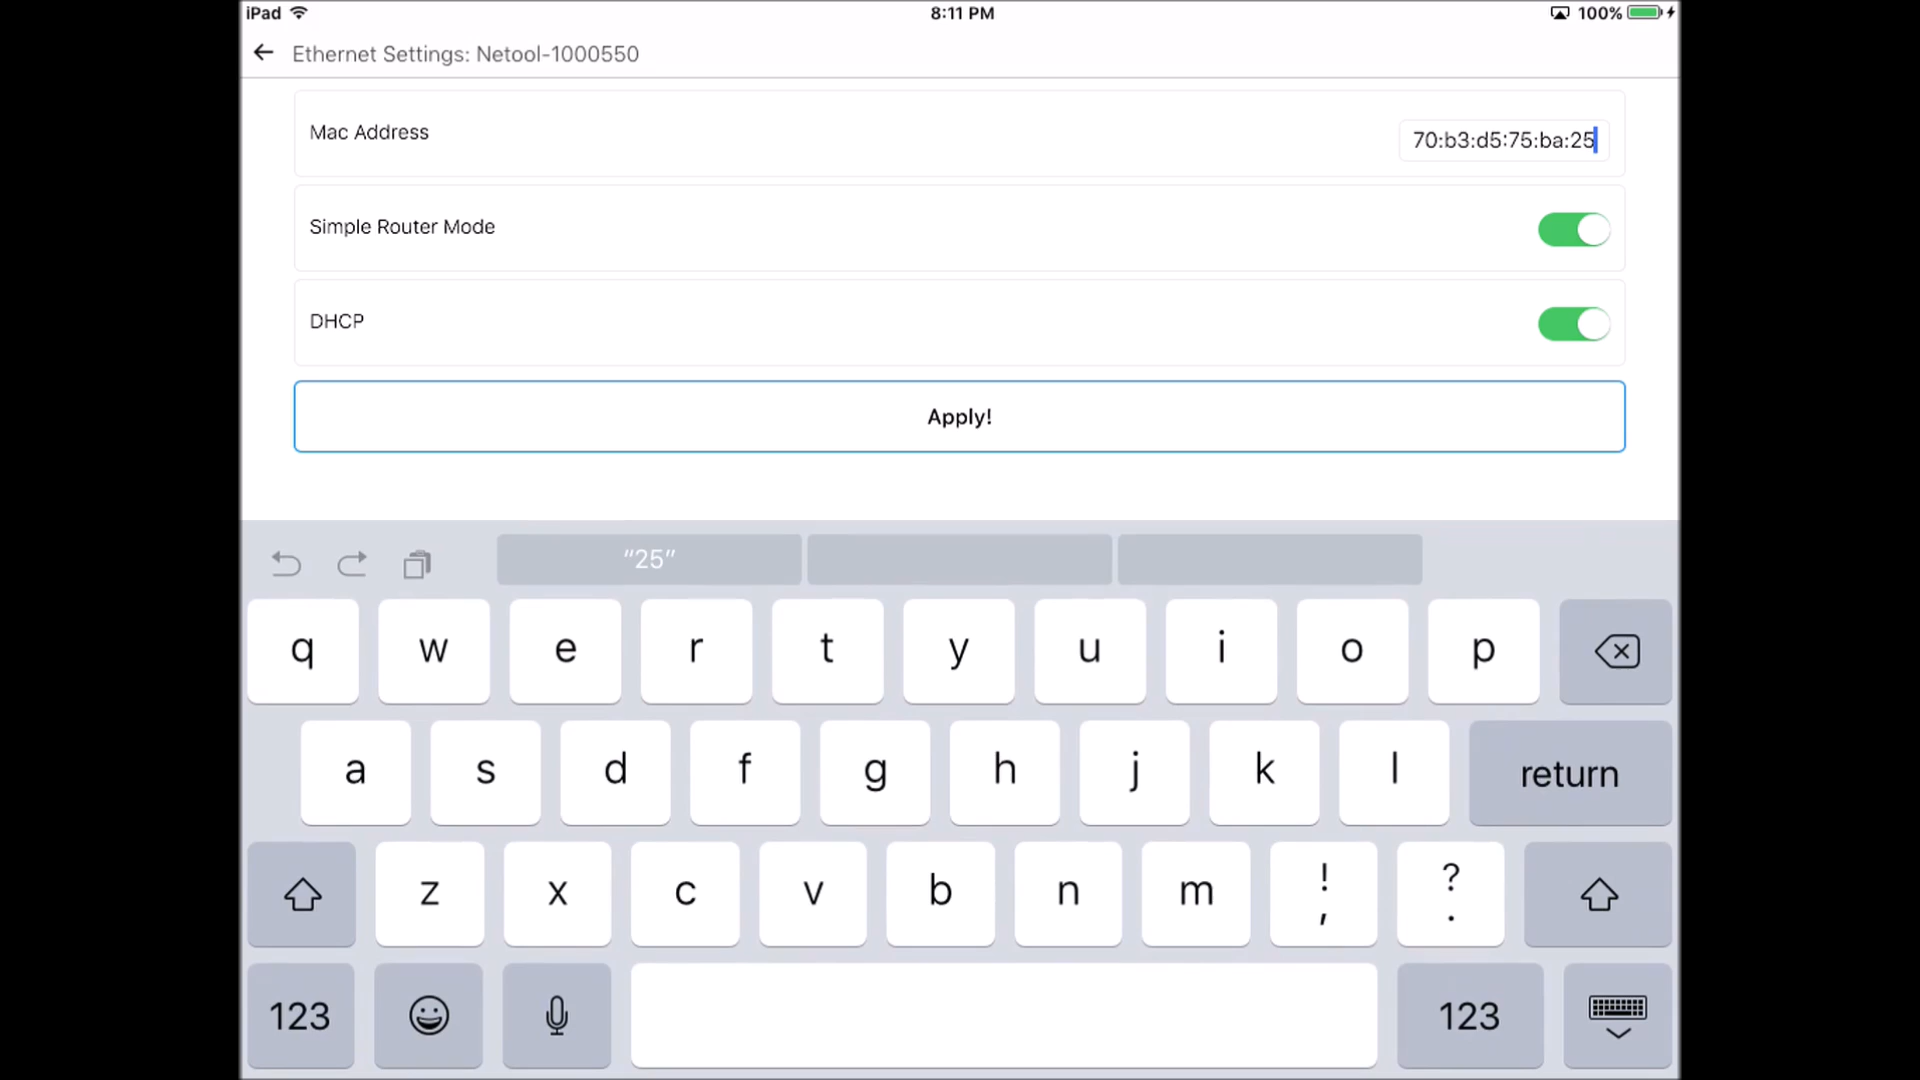 iPad 8:11 PM 100%
Ethernet Settings: Netool-1000550
Mac Address 70:b3:d5:75:ba:25
Simple Router Mode
DHCP
Apply!
“25”
q w e r t y u i o p
a s d f g h j k l return
z x c v b n m ! , ? .
123 123